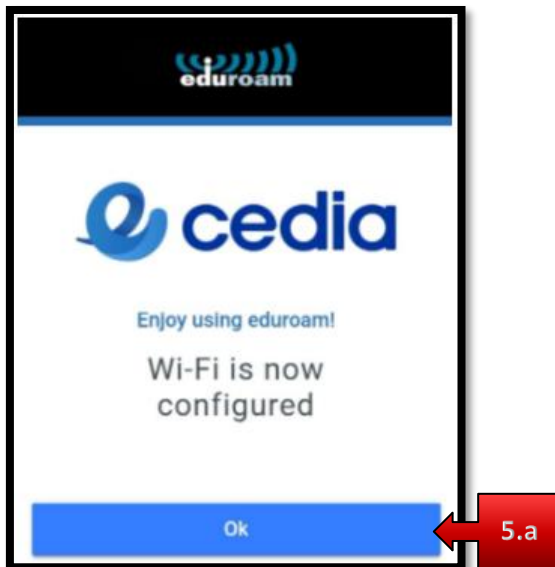 eduroam
cedia
Enjoy using eduroam!
Wi-Fi is now
configured
Ok
5.a